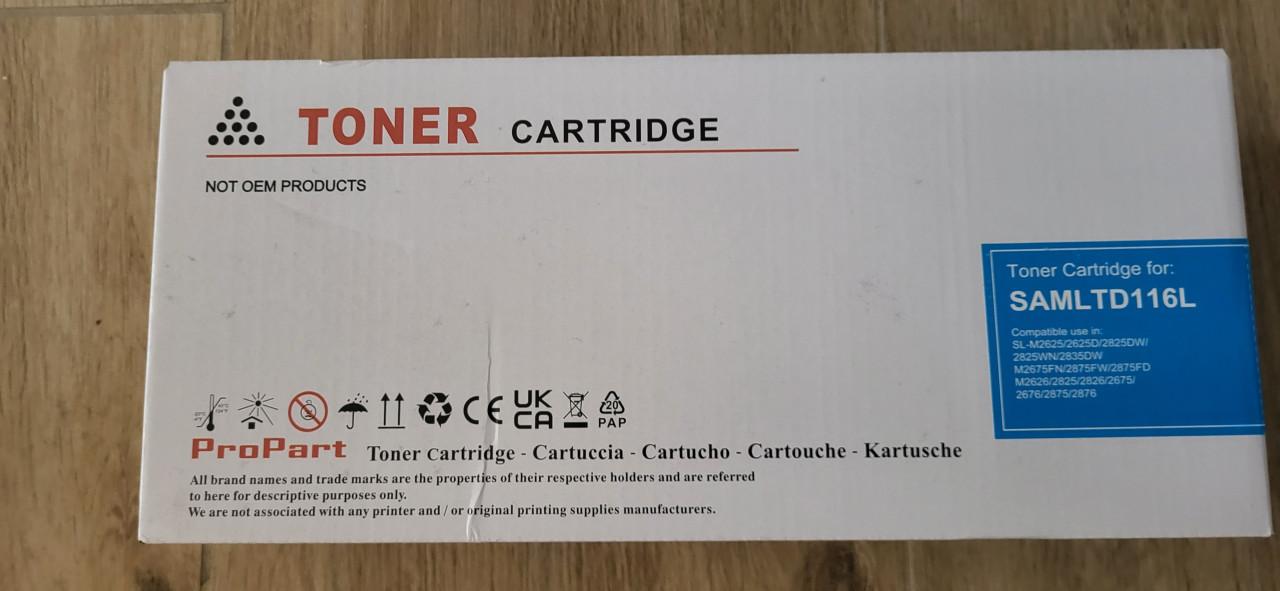 TONER CARTRIDGE
NOT OEM PRODUCTS
Toner Cartridge for:
SAMLTD116L
Compatible use in:
SL-M2625/2625D/2825DW/
2825WN/2835DW
M2675FN/2875FW/2875FD
M2626/2825/2826/2675/
2676/2875/2876
CE UK
CA
20
PAP
ProPart Toner Cartridge - Cartuccia - Cartucho - Cartouche - Kartusche
All brand names and trade marks are the properties of their respective holders and are referred
to here for descriptive purposes only.
We are not associated with any printer and / or original printing supplies manufacturers.